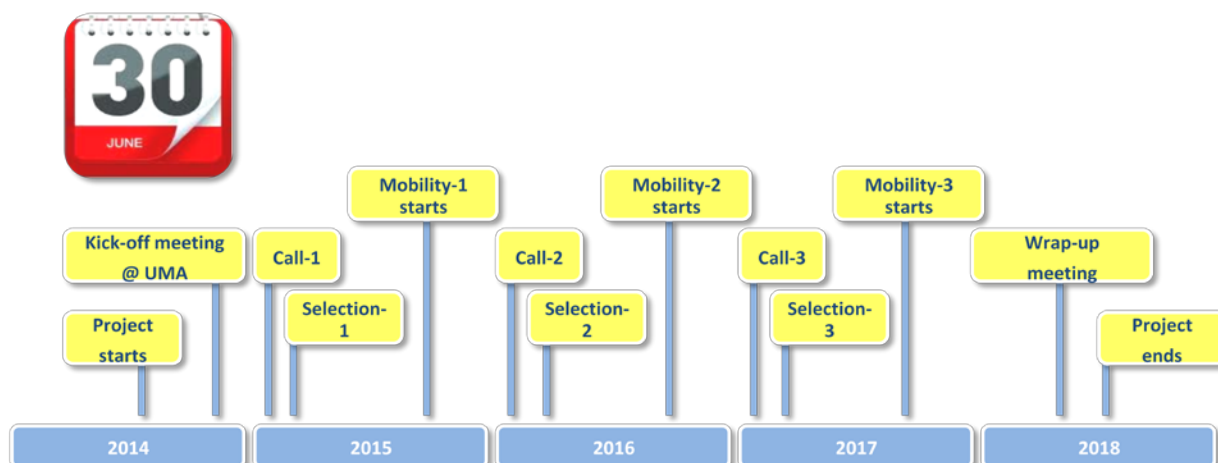 30
JUNE
Mobility-1
starts
Mobility-2
starts
Mobility-3
starts
Kick-off meeting
@ UMA
Call-1
Call-2
Call-3
Wrap-up
meeting
Selection-
1
Selection-
2
Selection-
3
Project
starts
Project
ends
2014
2015
2016
2017
2018